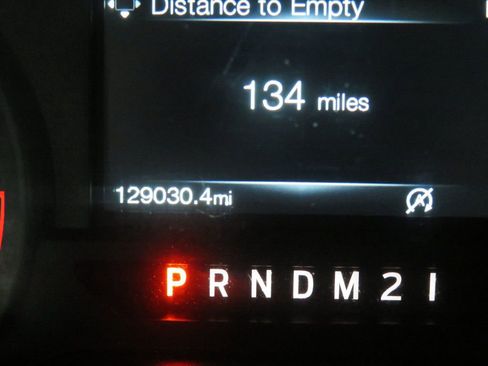 Distance to Empty
134 miles
129030.4mi
P R N D M 2 1